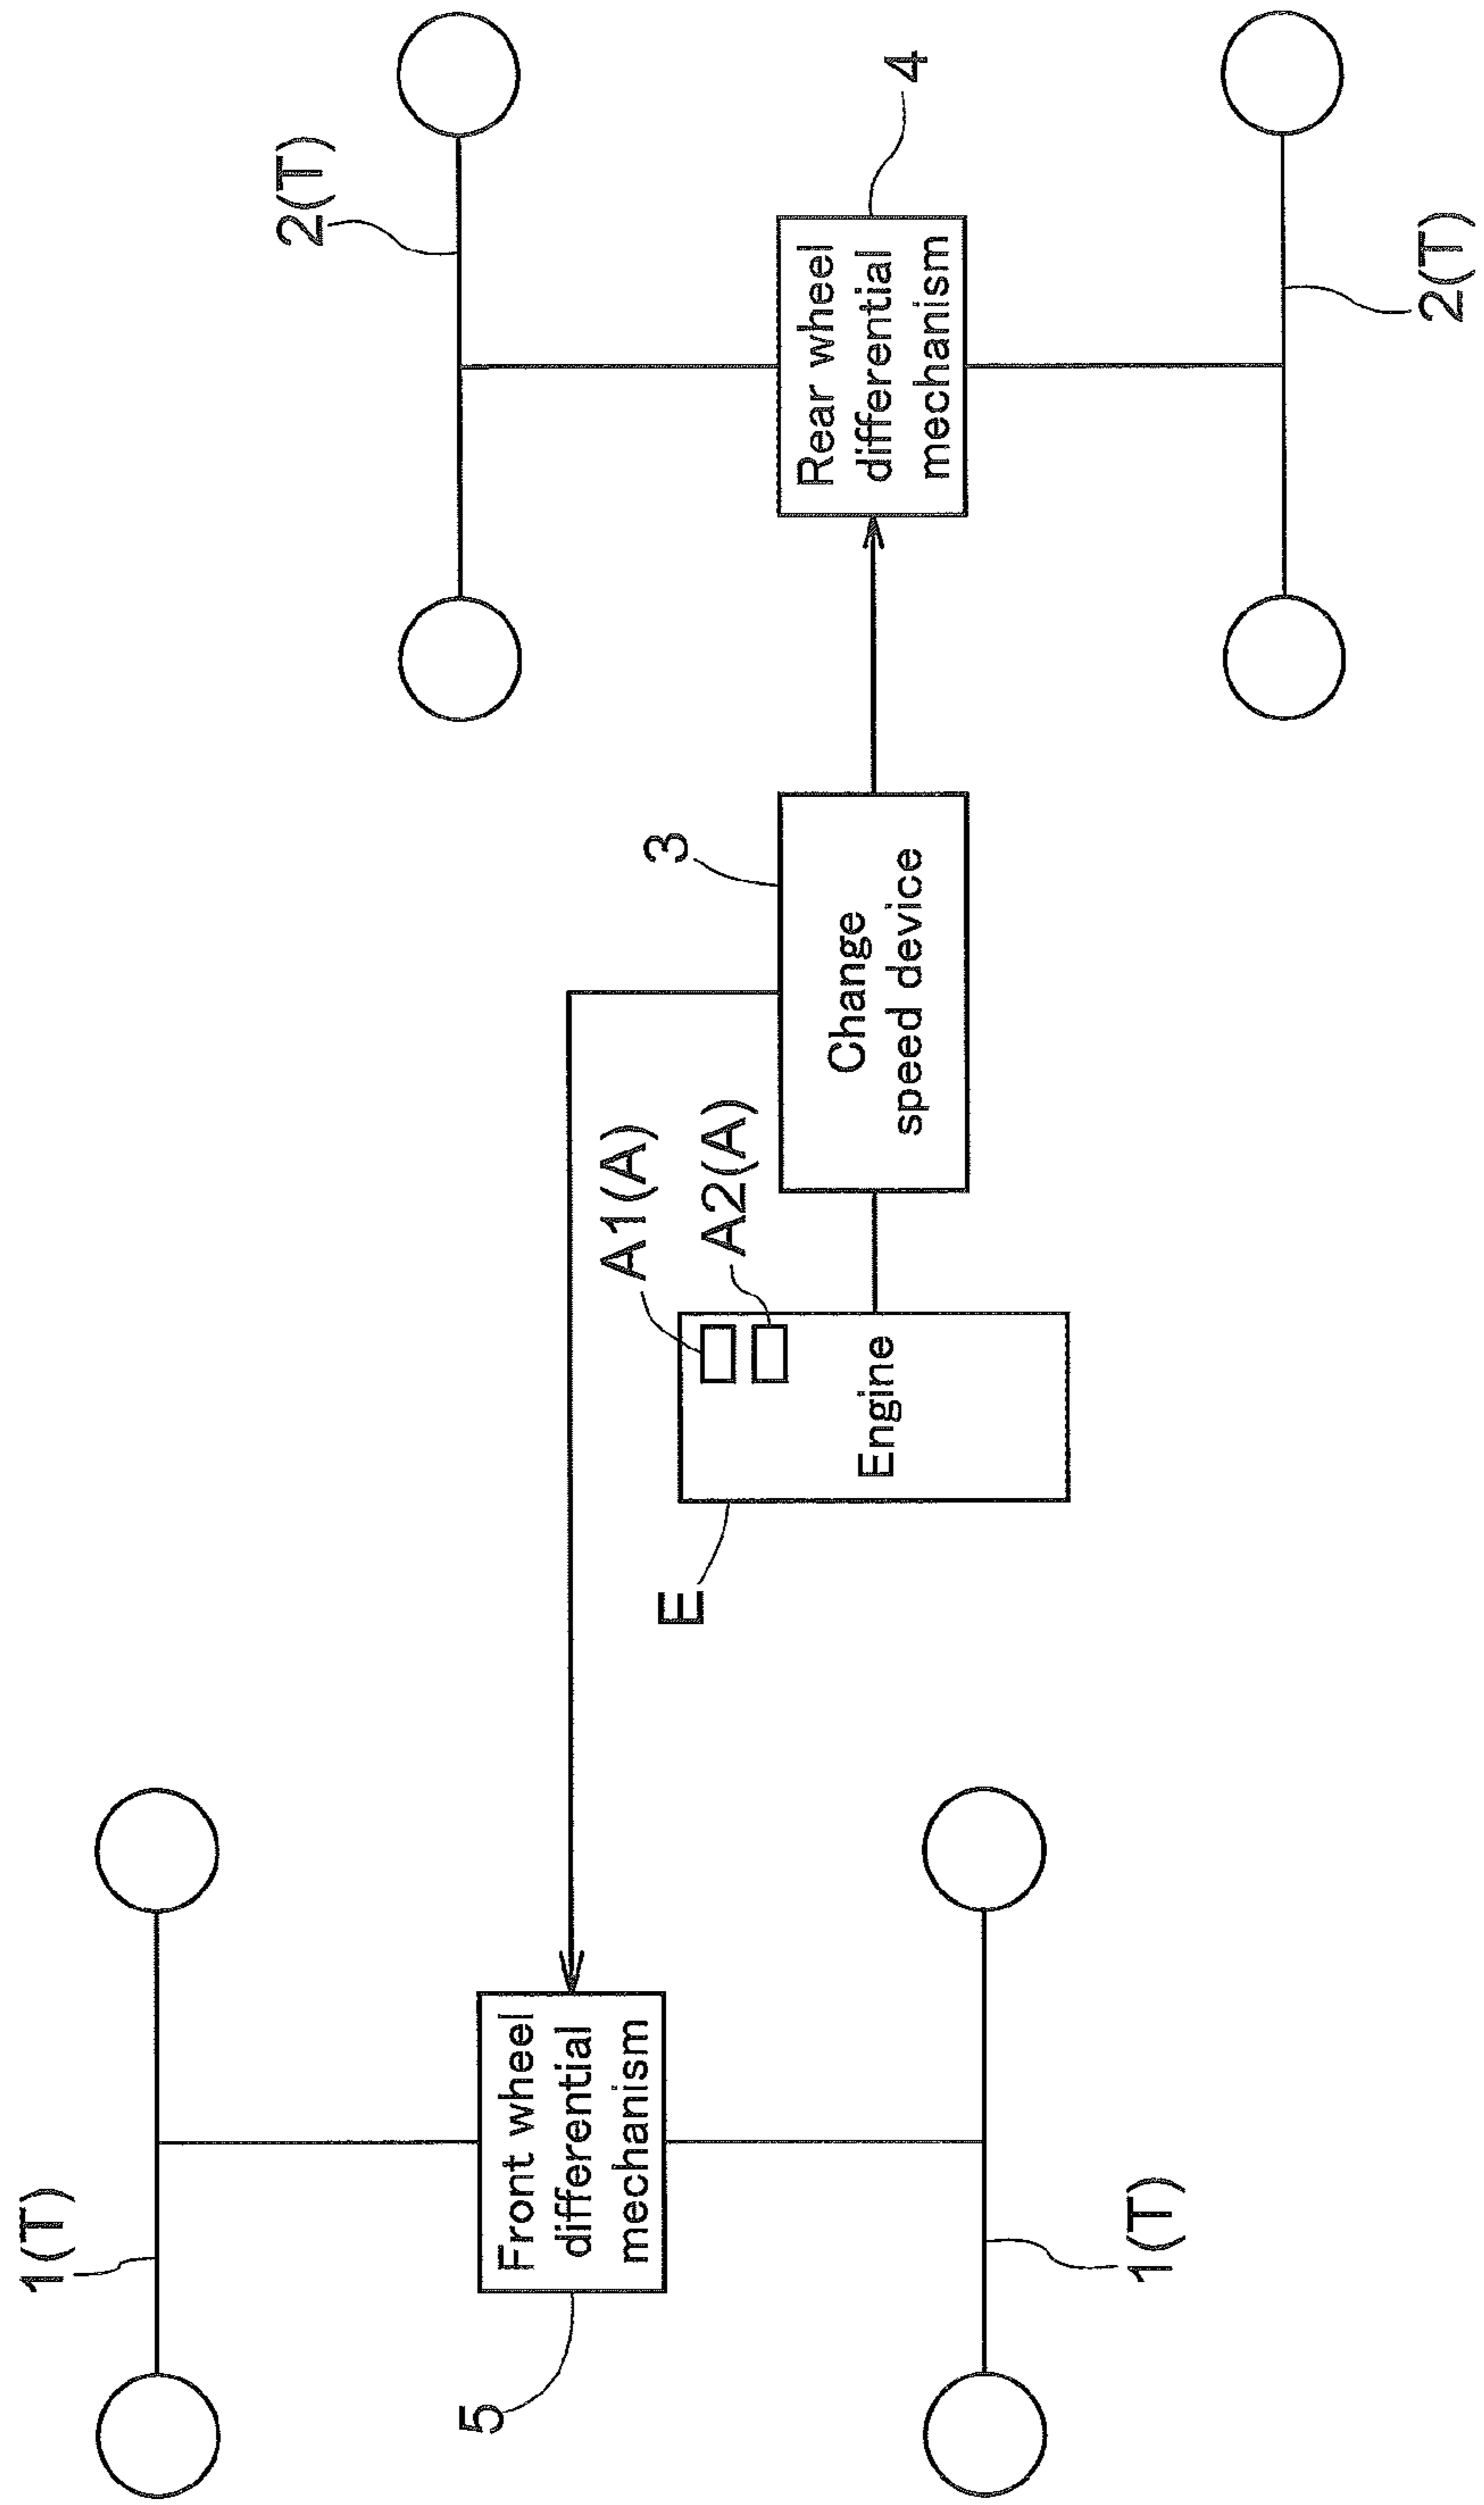 2(T)
4
Rear wheel
differential
mechanism
2(T)
3
Change
speed device
A1(A)
A2(A)
Engine
E
1(T)
Front wheel
differential
mechanism
5
1(T)